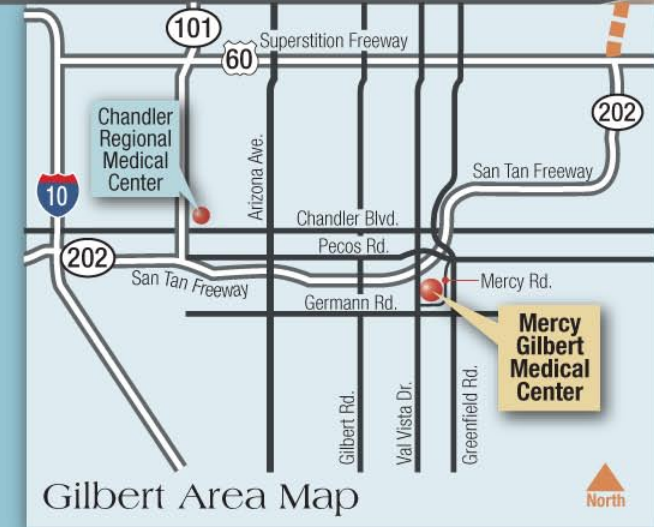 101
Superstition Freeway
60
202
Chandler
Regional
Medical
Center
Arizona Ave.
San Tan Freeway
10
Chandler Blvd.
Pecos Rd.
202
San Tan Freeway
Mercy Rd.
Germann Rd.
Mercy
Gilbert
Medical
Center
Gilbert Rd.
Val Vista Dr.
Greenfield Rd.
Gilbert Area Map
North